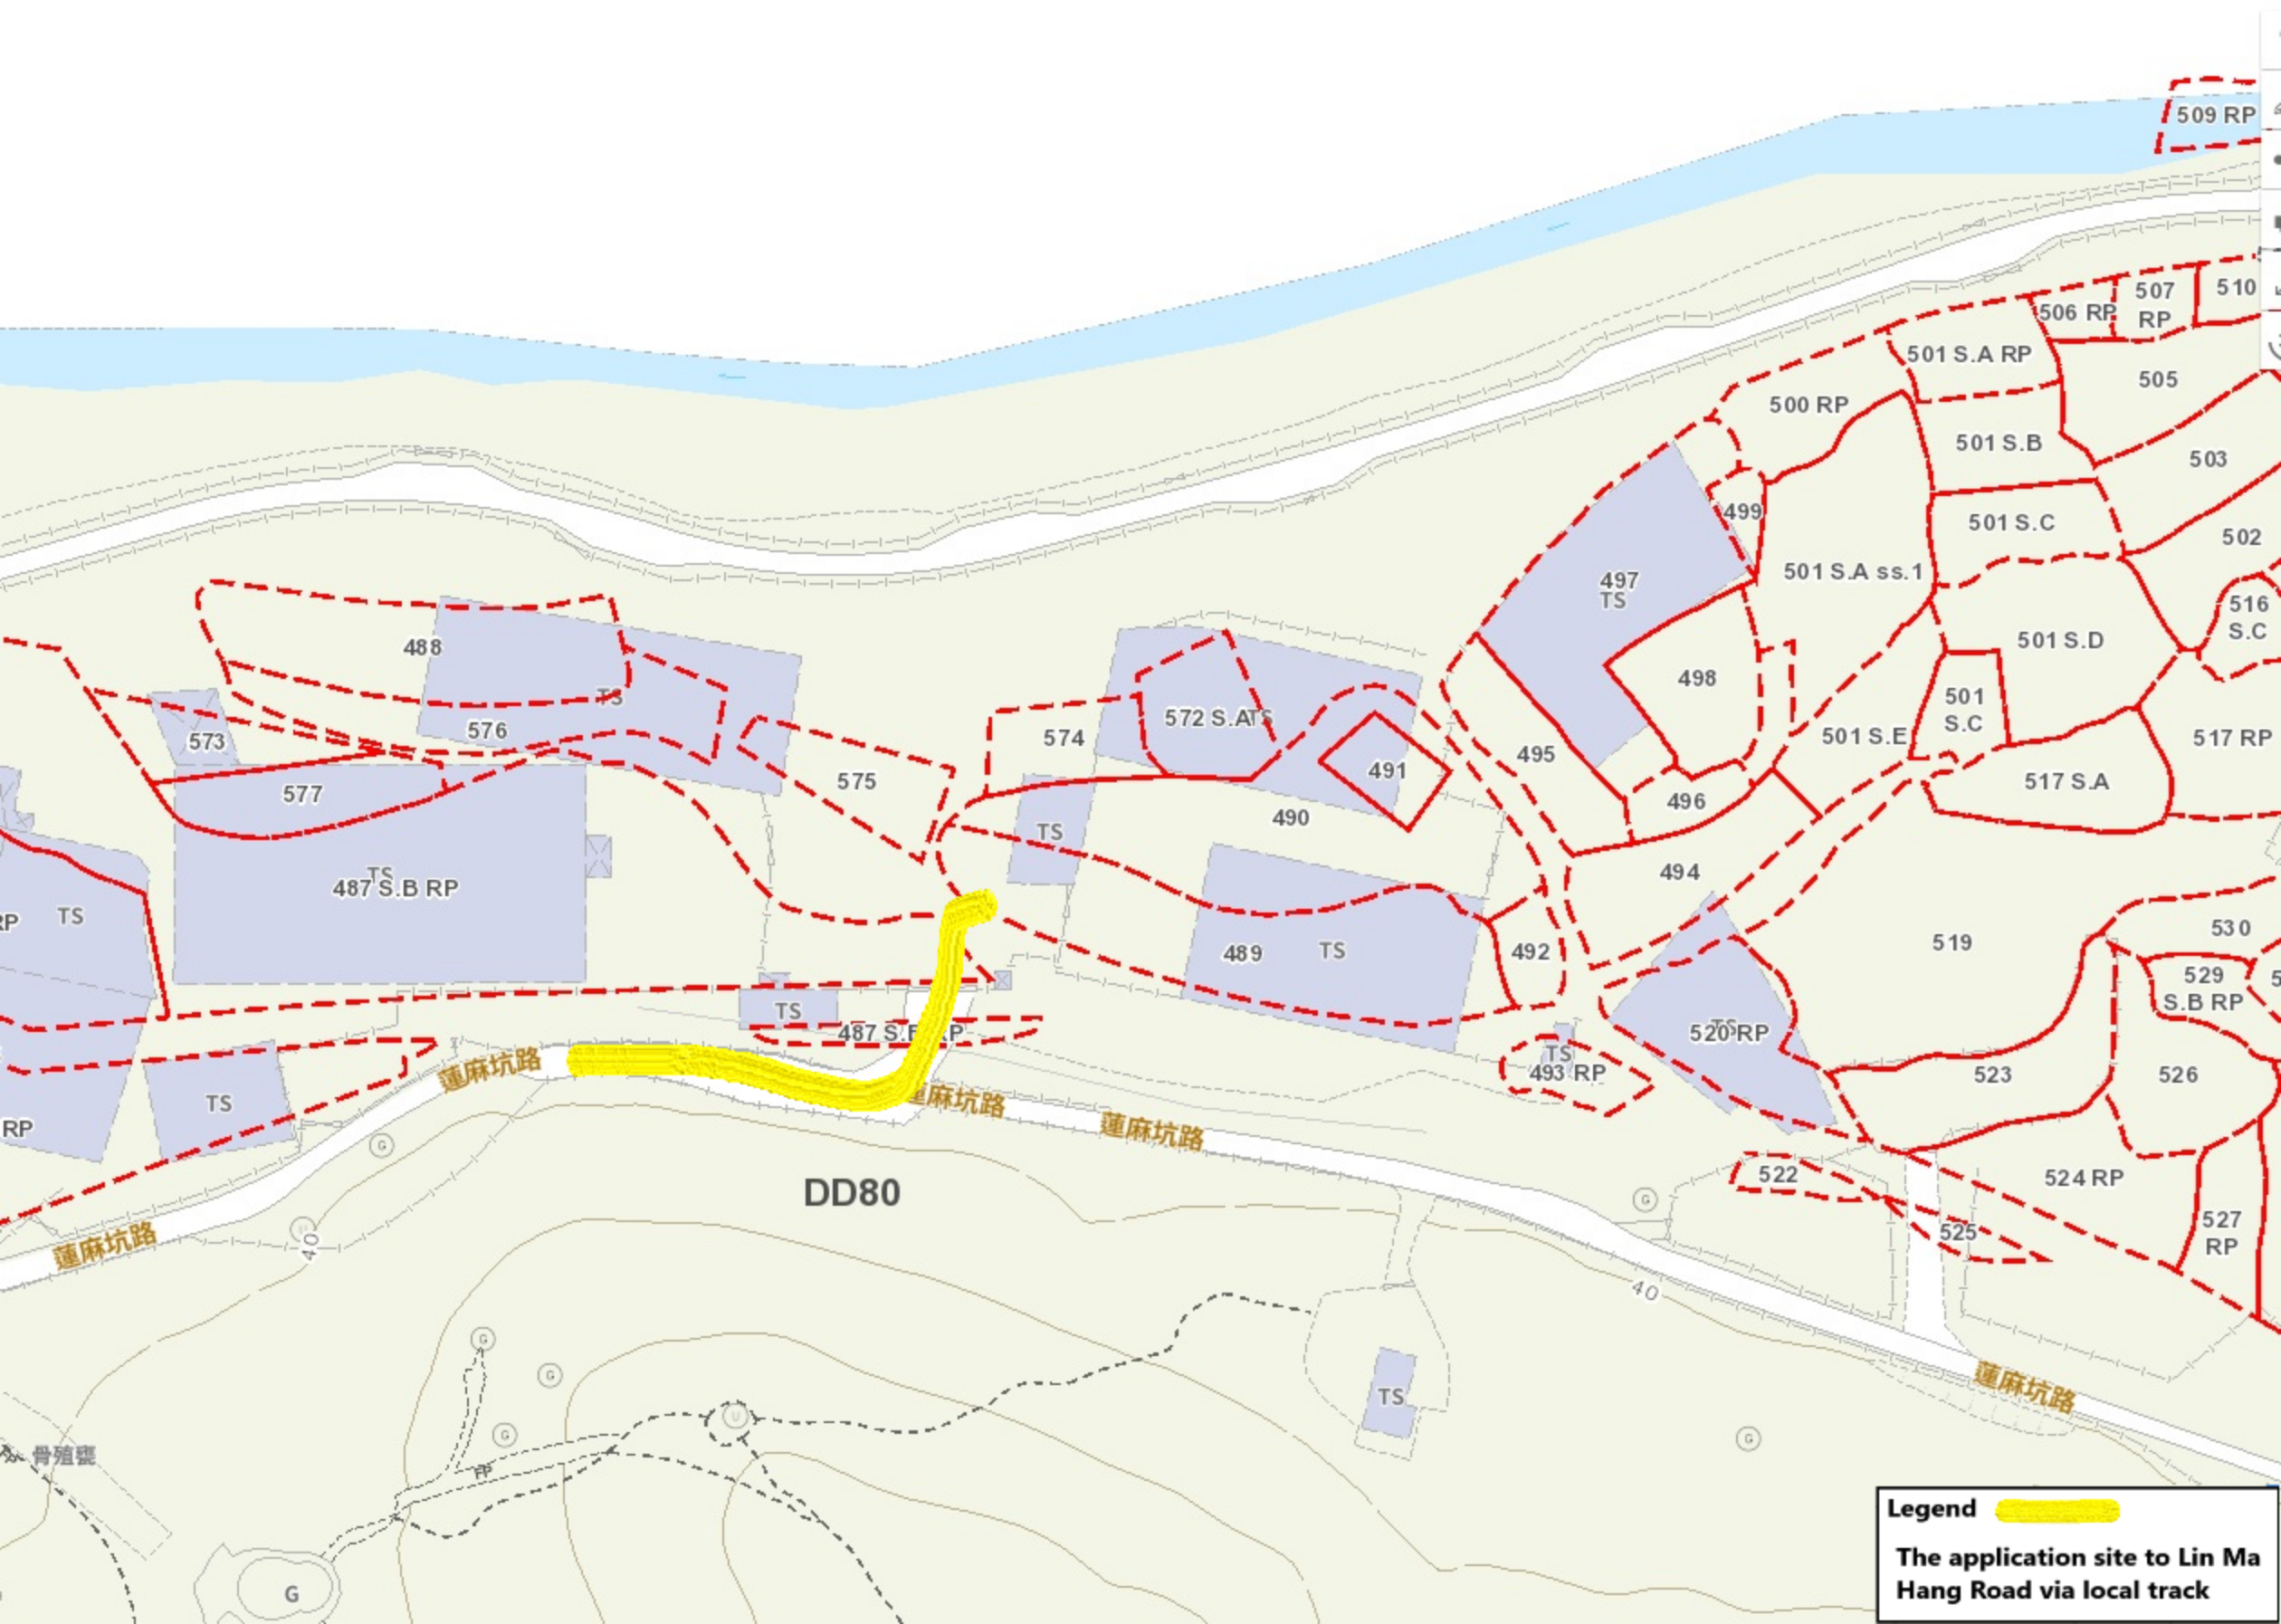 509 RP
507
RP
510
506 RP
501 S.A RP
505
500 RP
501 S.B
503
499
501 S.C
502
497
TS
501 S.A ss.1
516
S.C
488
501 S.D
TS
498
501
S.C
572 S.A
TS
576
573
574
495
501 S.E
517 RP
575
491
517 S.A
577
496
490
TS
TS
487 S.B RP
494
RP
TS
530
489
TS
492
519
529
S.B RP
TS
487 S.B RP
520 RP
TS
493 RP
蓮麻坑路
523
526
TS
蓮麻坑路
蓮麻坑路
RP
522
524 RP
DD80
527
RP
525
蓮麻坑路
40
40
G
U
G
蓮麻坑路
TS
G
G
U
G
G
骨殖甕
FP
G
Legend
The application site to Lin Ma
Hang Road via local track